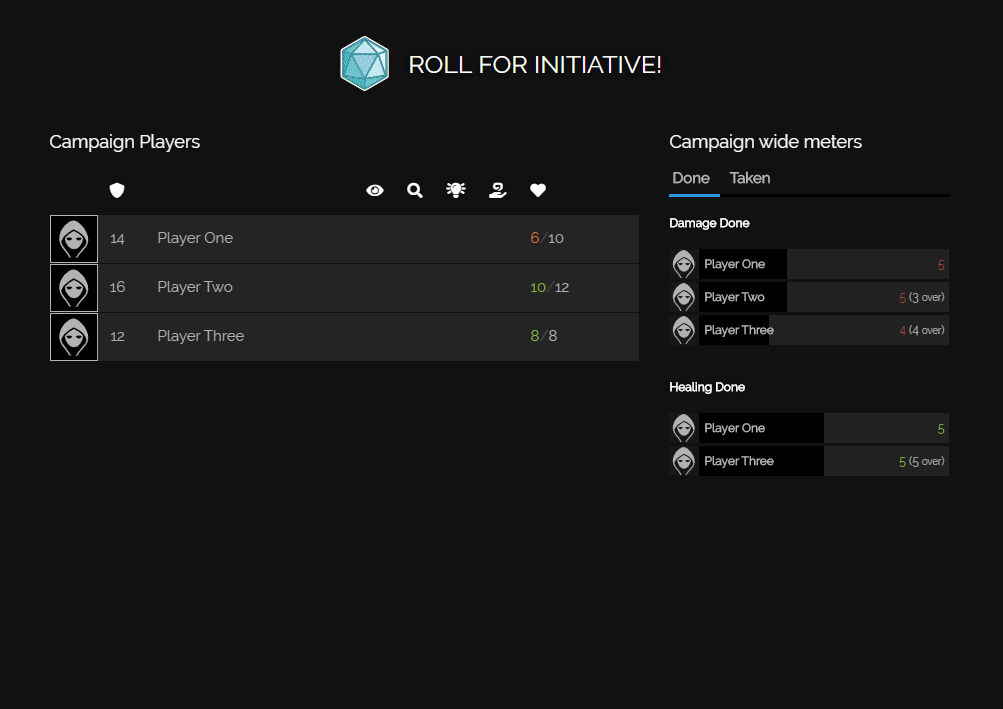 ROLL FOR INITIATIVE!
Campaign Players
14 Player One 6/10
16 Player Two 10/12
12 Player Three 8/8
Campaign wide meters
Done Taken
Damage Done
Player One 5
Player Two 5 (3 over)
Player Three 4 (4 over)
Healing Done
Player One 5
Player Three 5 (5 over)